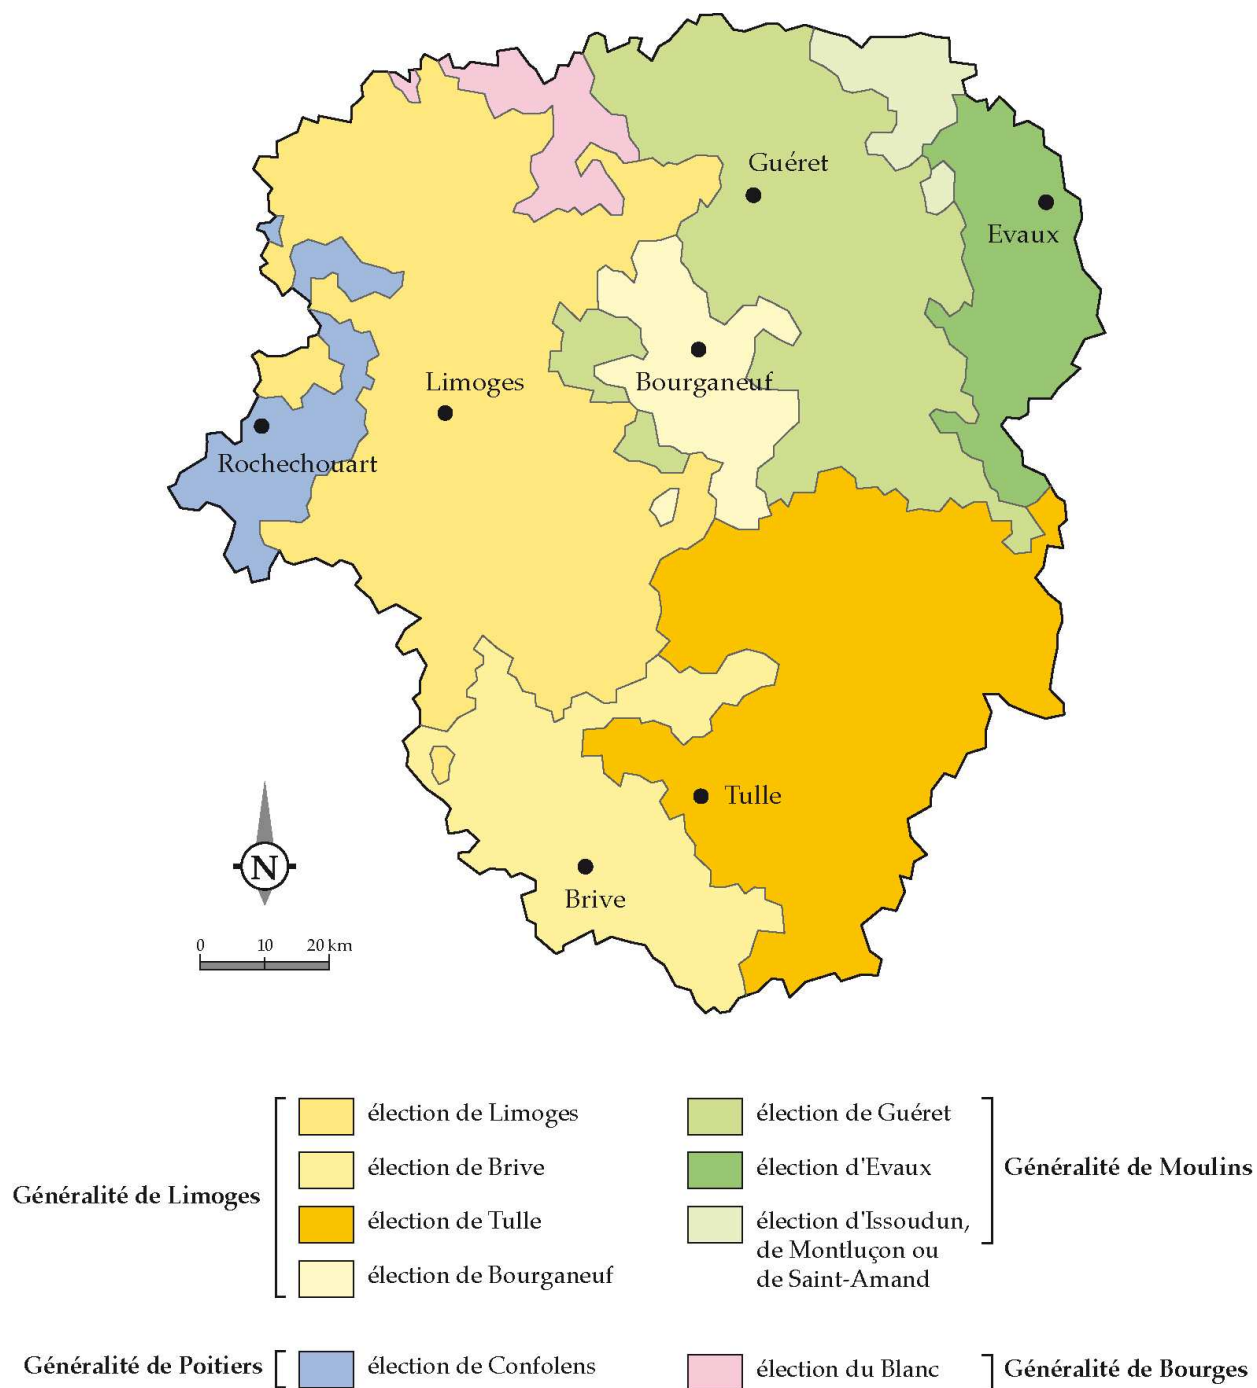 Guéret
Evaux
Bourganeuf
Limoges
Rochechouart
Tulle
Brive
N
0 10 20 km
Généralité de Limoges
élection de Limoges
élection de Brive
élection de Tulle
élection de Bourganeuf
élection de Guéret
élection d'Evaux
élection d'Issoudun,
de Montluçon ou
de Saint-Amand
Généralité de Moulins
Généralité de Poitiers
élection de Confolens
élection du Blanc
Généralité de Bourges